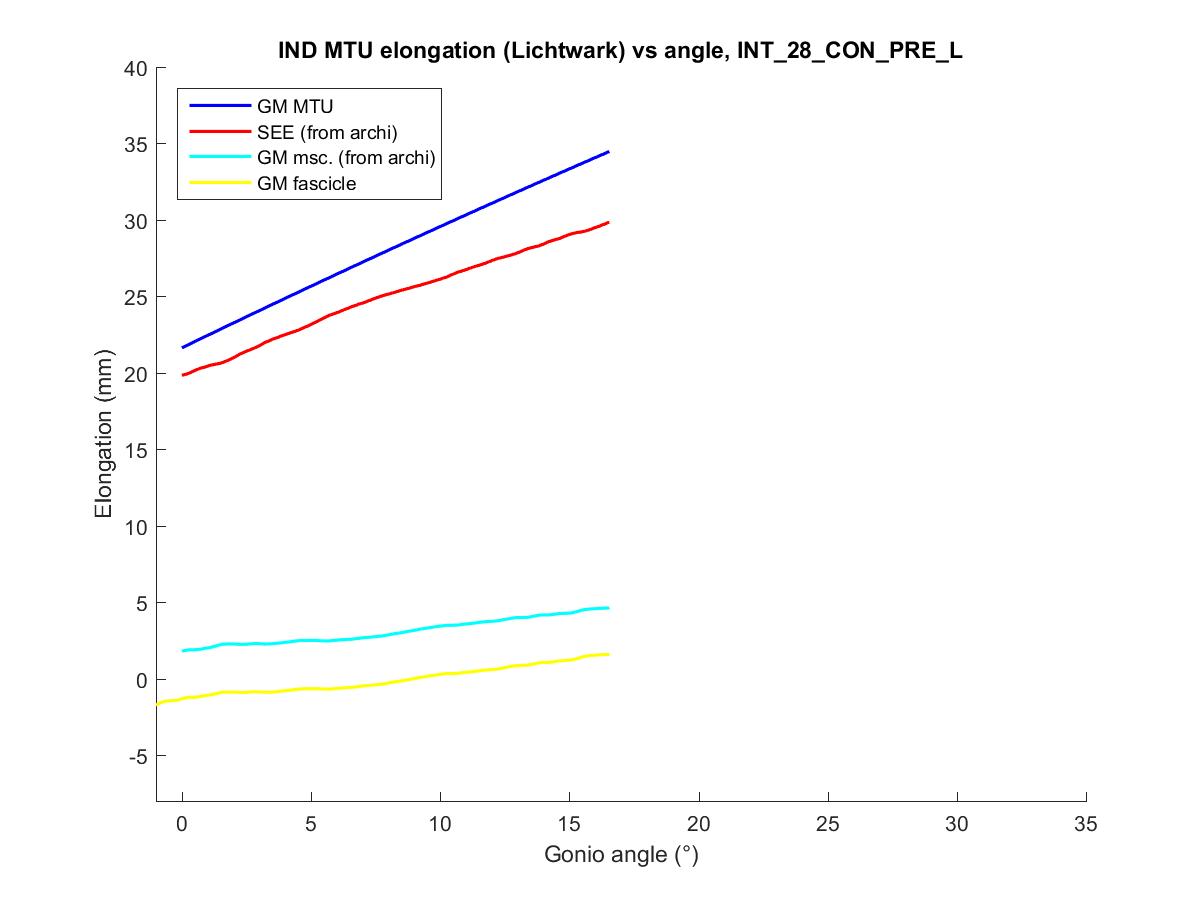 IND MTU elongation (Lichtwark) vs angle, INT_28_CON_PRE_L
40
35
30
25
20
15
10
5
0
-5
GM MTU
SEE (from archi)
GM msc. (from archi)
GM fascicle
Elongation (mm)
0 5 10 15 20 25 30 35
Gonio angle (°)